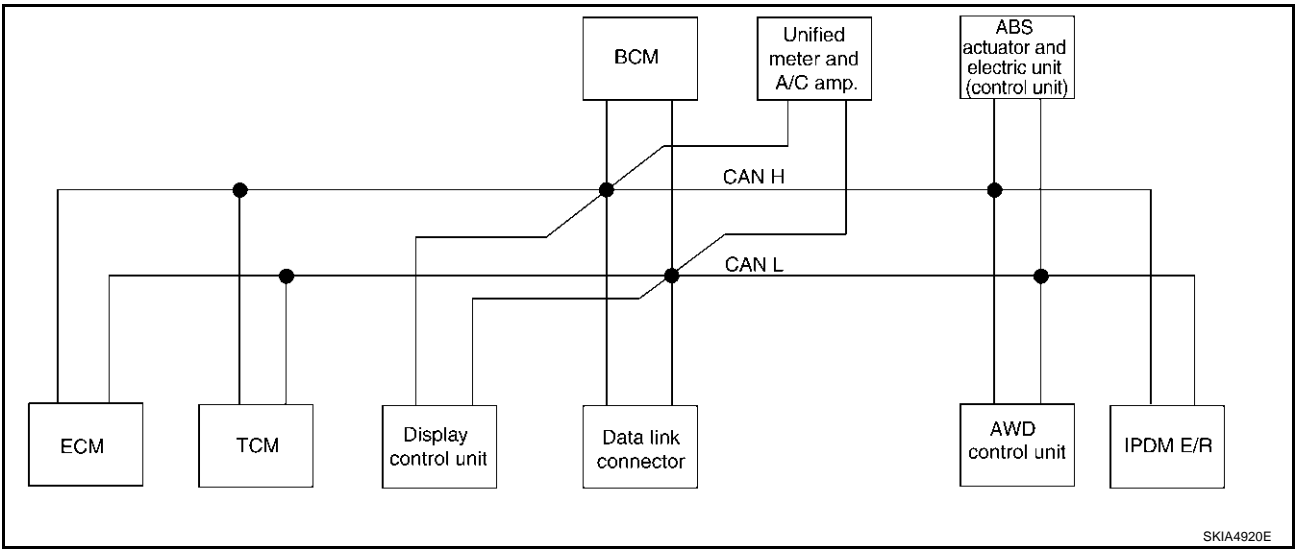 BCM
Unified
meter and
A/C amp.
ABS
actuator and
electric unit
(control unit)
CAN H
CAN L
ECM
TCM
Display
control unit
Data link
connector
AWD
control unit
IPDM E/R
SKIA4920E